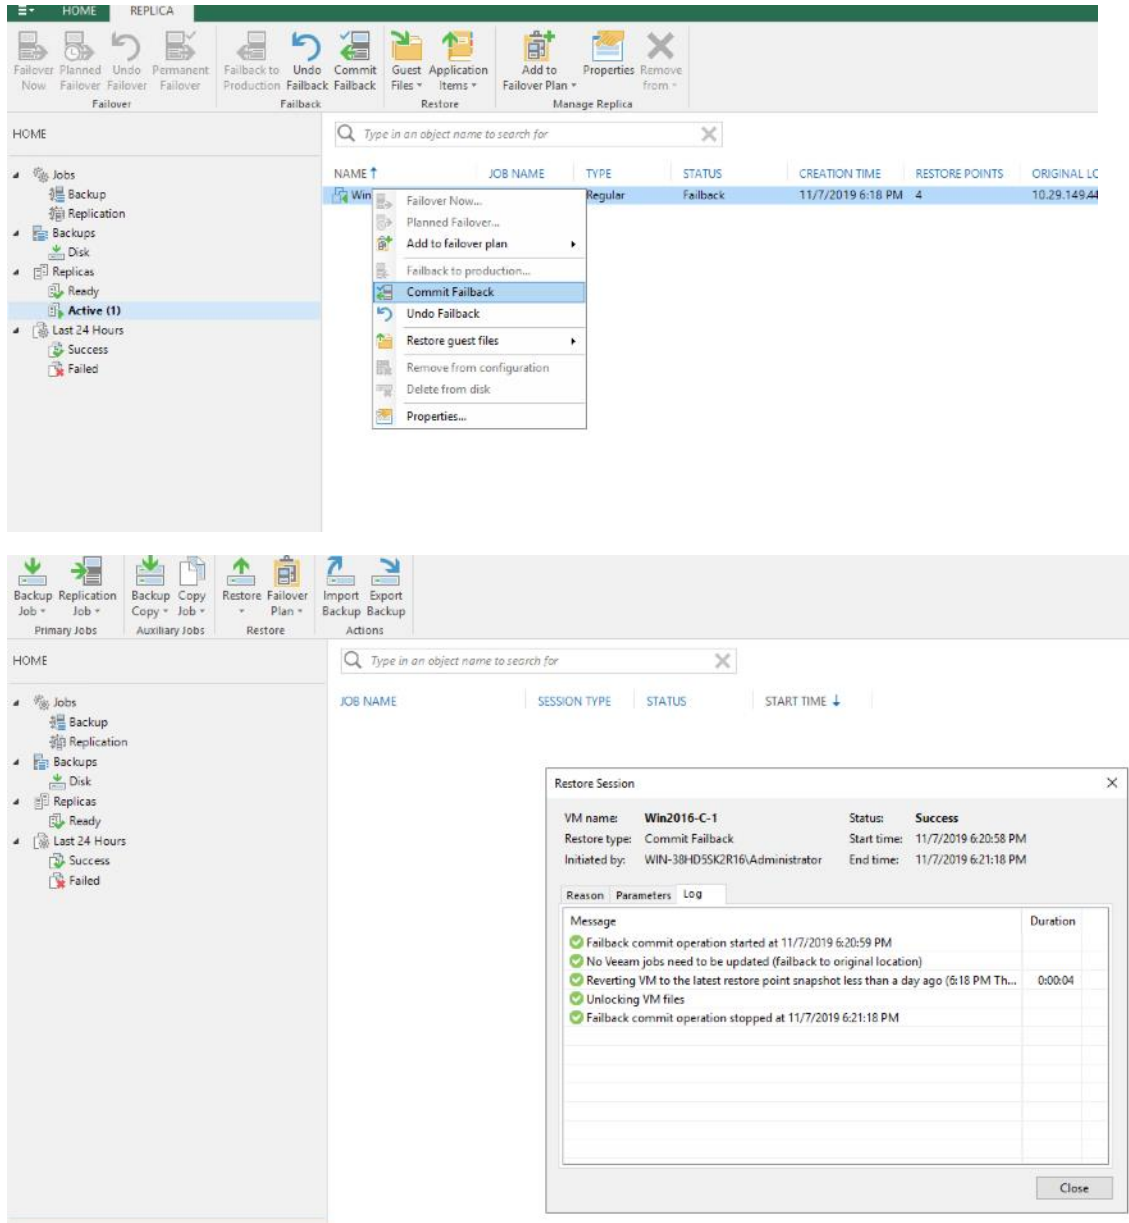 HOME REPLICA
Failover Planned Undo Permanent Failback to Undo Commit Guest Application Add to Properties Remove
Now Failover Failover Failover Production Failback Failback Files Items Failover Plan from
Failover Failback Restore Manage Replica
HOME
Type in an object name to search for
NAME JOB NAME TYPE STATUS CREATION TIME RESTORE POINTS ORIGINAL LO
Jobs
Backup
Replication
Backups
Disk
Replicas
Ready
Active (1)
Last 24 Hours
Success
Failed
Win Regular Failback 11/7/2019 6:18 PM 4 10.29.149.44
Failover Now...
Planned Failover...
Add to failover plan
Failback to production...
Commit Failback
Undo Failback
Restore guest files
Remove from configuration
Delete from disk
Properties...
Backup Replication Backup Copy Restore Failover Import Export
Job Job Copy Job Plan Backup Backup
Primary Jobs Auxiliary Jobs Restore Actions
HOME
Type in an object name to search for
JOB NAME SESSION TYPE STATUS START TIME
Jobs
Backup
Replication
Backups
Disk
Replicas
Ready
Last 24 Hours
Success
Failed
Restore Session
VM name: Win2016-C-1 Status: Success
Restore type: Commit Failback Start time: 11/7/2019 6:20:58 PM
Initiated by: WIN-38HD5SK2R16\Administrator End time: 11/7/2019 6:21:18 PM
Reason Parameters Log
Message Duration
Failback commit operation started at 11/7/2019 6:20:59 PM
No Veeam jobs need to be updated (failback to original location)
Reverting VM to the latest restore point snapshot less than a day ago (6:18 PM Th... 0:00:04
Unlocking VM files
Failback commit operation stopped at 11/7/2019 6:21:18 PM
Close